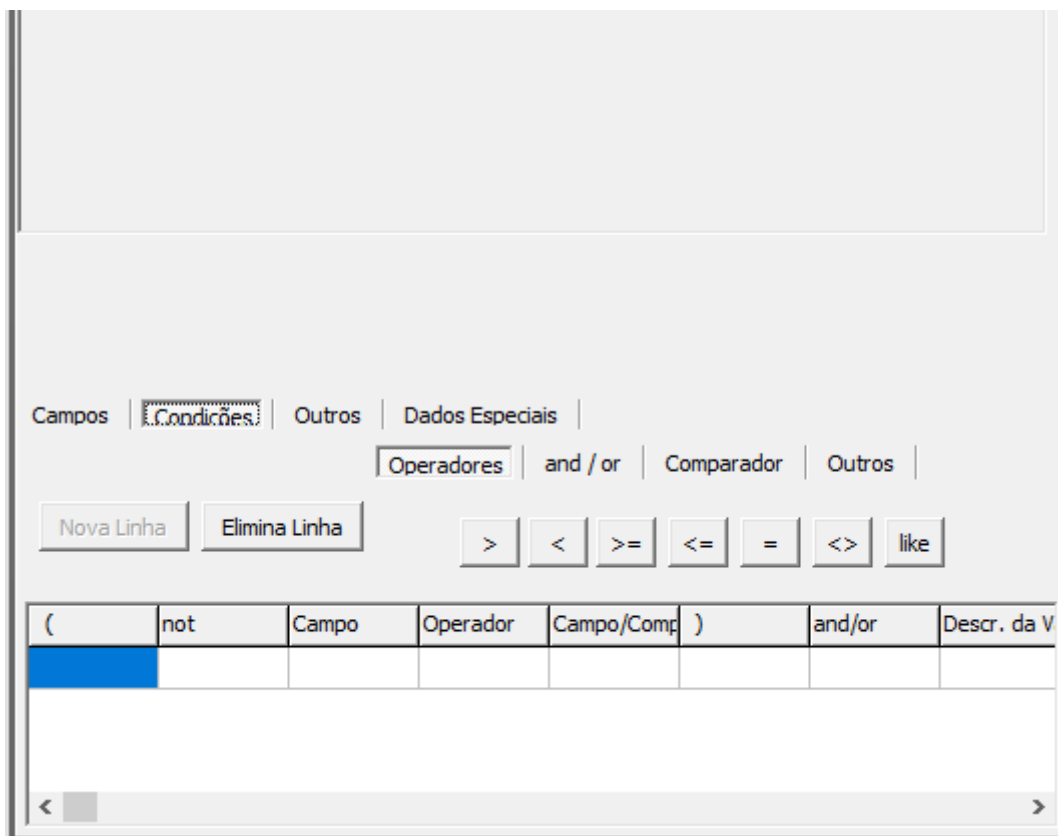 Campos Condições Outros Dados Especiais
Operadores and / or Comparador Outros
Nova Linha Elimina Linha > < >= <= = <> like
( not Campo Operador Campo/Comp ) and/or Descr. da V